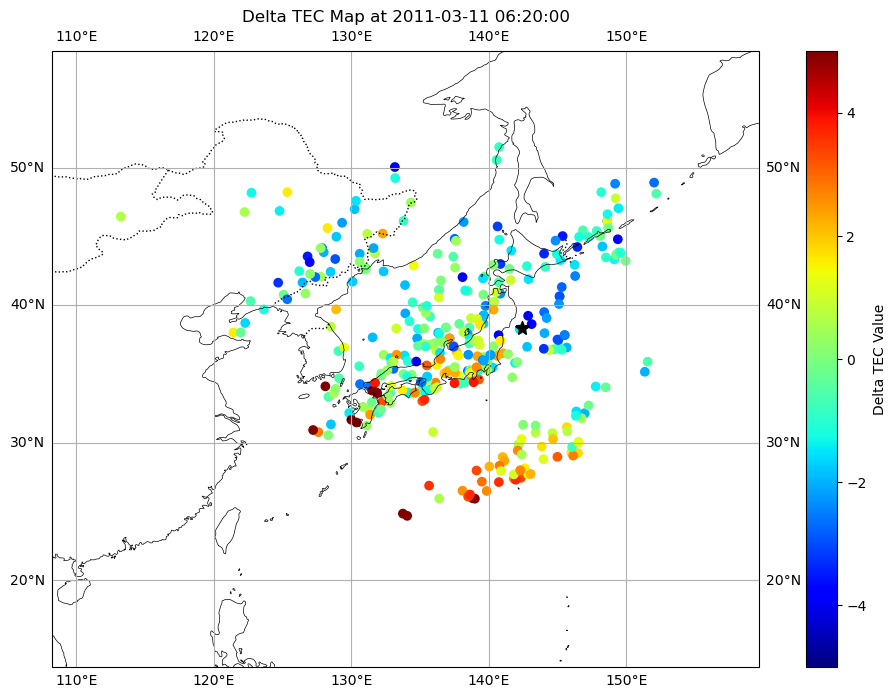 Delta TEC Map at 2011-03-11 06:20:00
110°E 120°E 130°E 140°E 150°E
50°N 50°N
40°N 40°N
30°N 30°N
20°N 20°N
110°E 120°E 130°E 140°E 150°E
4
2
0
−2
−4
Delta TEC Value